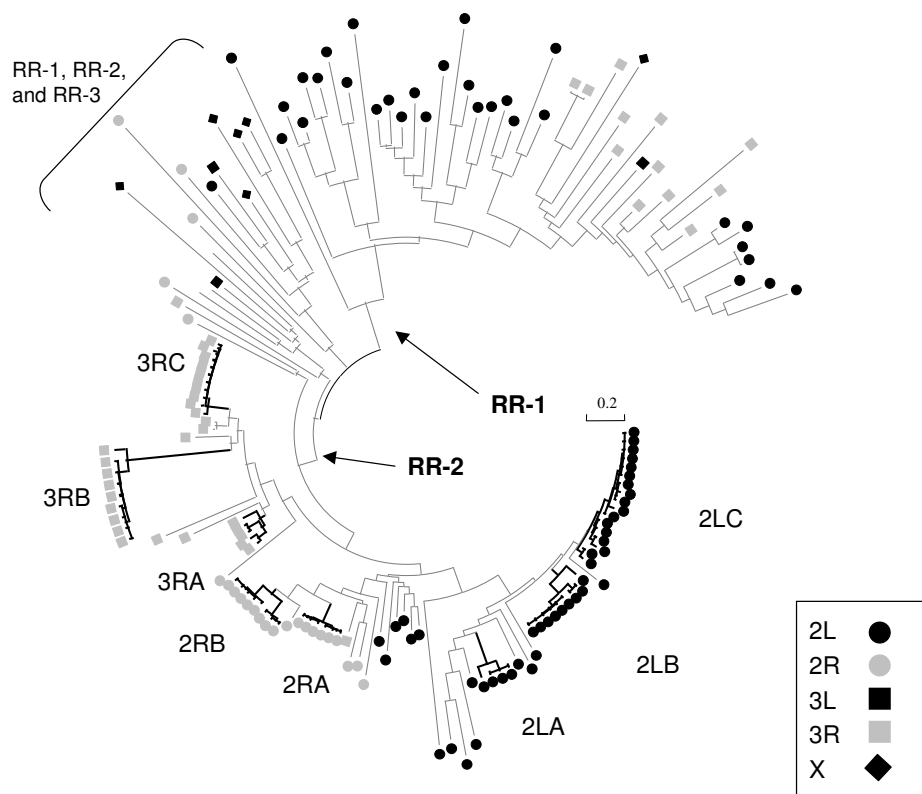 RR-1, RR-2,
and RR-3
3RC
RR-1
0.2
RR-2
3RB
2LC
3RA
2RB
2LB
2RA
2LA
2L
2R
3L
3R
X